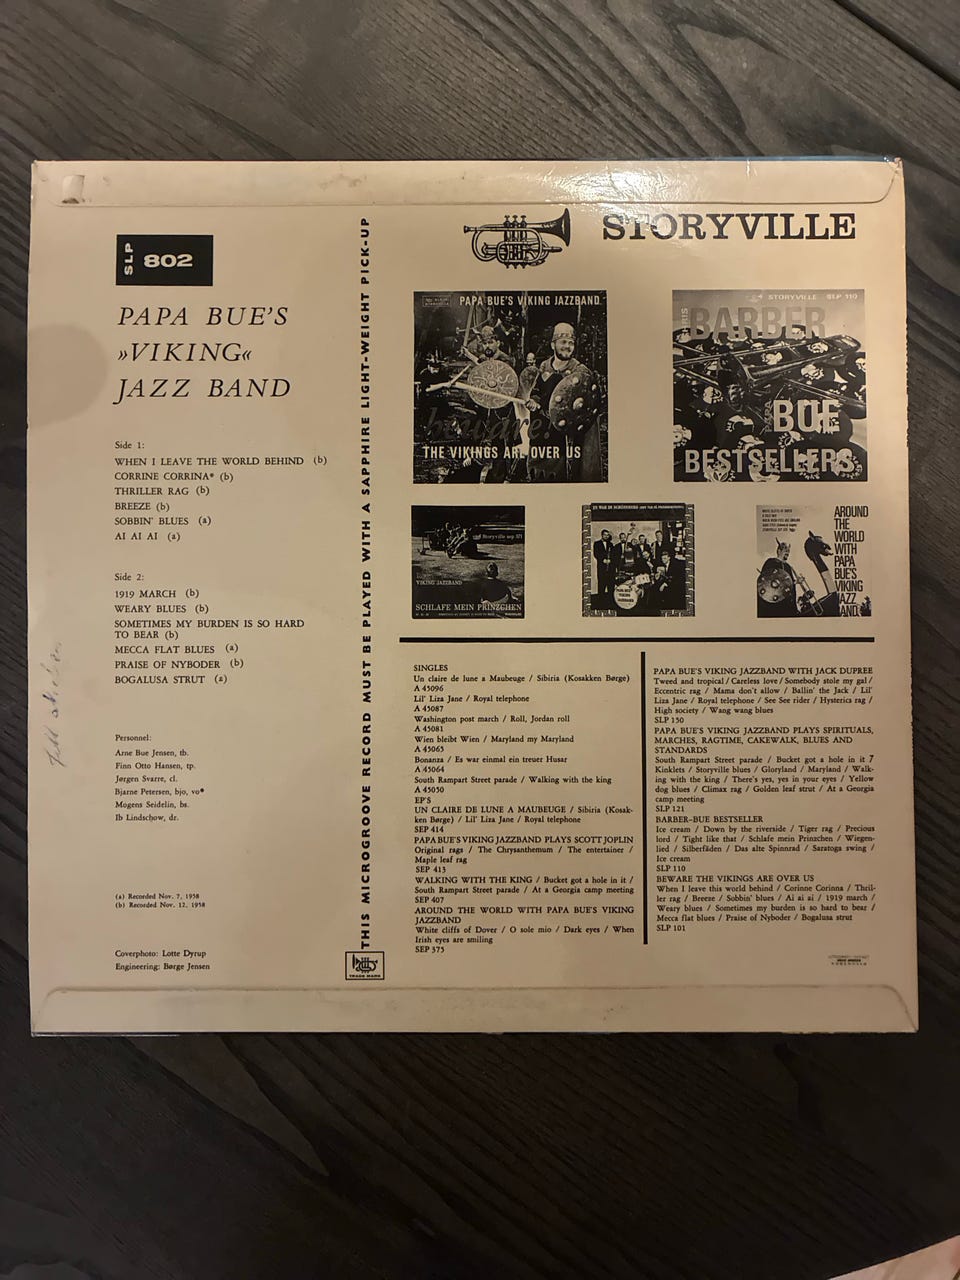 SLP 802
PAPA BUE'S
»VIKING«
JAZZ BAND
Side 1:
WHEN I LEAVE THE WORLD BEHIND (b)
CORRINE CORRINA* (b)
THRILLER RAG (b)
BREEZE (b)
SOBBIN' BLUES (a)
AI AI AI (a)
Side 2:
1919 MARCH (b)
WEARY BLUES (b)
SOMETIMES MY BURDEN IS SO HARD
TO BEAR (b)
MECCA FLAT BLUES (a)
PRAISE OF NYBODER (b)
BOGALUSA STRUT (a)
Personnel:
Arne Bue Jensen, tb.
Finn Otto Hansen, tp.
Jørgen Svarre, cl.
Bjarne Petersen, bjo, vo*
Mogens Seidelin, bs.
Ib Lindschow, dr.
(a) Recorded Nov. 7, 1958
(b) Recorded Nov. 12, 1958
Coverphoto: Lotte Dyrup
Engineering: Børge Jensen
THIS MICROGROOVE RECORD MUST BE PLAYED WITH A SAPPHIRE LIGHT-WEIGHT PICK-UP
TRADE MARK
STORYVILLE
PAPA BUE'S VIKING JAZZBAND
beware!
THE VIKINGS ARE OVER US
STORYVILLE SLP 110
CHRIS
BARBER
PAPA
BUE
BESTSELLERS
Storyville sep 371
VIKING JAZZBAND
SCHLAFE MEIN PRINZCHEN
PAPA BUE'S
VIKING
JAZZBAND
AROUND
THE
WORLD
WITH
PAPA
BUE'S
VIKING
JAZZ
BAND
SINGLES
Un claire de lune a Maubeuge / Sibiria (Kosakken Børge)
A 45096
Lil' Liza Jane / Royal telephone
A 45087
Washington post march / Roll, Jordan roll
A 45081
Wien bleibt Wien / Maryland my Maryland
A 45065
Bonanza / Es war einmal ein treuer Husar
A 45064
South Rampart Street parade / Walking with the king
A 45050
EP'S
UN CLAIRE DE LUNE A MAUBEUGE / Sibiria (Kosak-
ken Børge) / Lil' Liza Jane / Royal telephone
SEP 414
PAPA BUE'S VIKING JAZZBAND PLAYS SCOTT JOPLIN
Original rags / The Chrysanthemum / The entertainer /
Maple leaf rag
SEP 413
WALKING WITH THE KING / Bucket got a hole in it /
South Rampart Street parade / At a Georgia camp meeting
SEP 407
AROUND THE WORLD WITH PAPA BUE'S VIKING
JAZZBAND
White cliffs of Dover / O sole mio / Dark eyes / When
Irish eyes are smiling
SEP 375
PAPA BUE'S VIKING JAZZBAND WITH JACK DUPREE
Tweed and tropical / Careless love / Somebody stole my gal /
Eccentric rag / Mama don't allow / Ballin' the Jack / Lil'
Liza Jane / Royal telephone / See See rider / Hysterics rag /
High society / Wang wang blues
SLP 150
PAPA BUE'S VIKING JAZZBAND PLAYS SPIRITUALS,
MARCHES, RAGTIME, CAKEWALK, BLUES AND
STANDARDS
South Rampart Street parade / Bucket got a hole in it 7
Kinklets / Storyville blues / Gloryland / Maryland / Walk-
ing with the king / There's yes, yes in your eyes / Yellow
dog blues / Climax rag / Golden leaf strut / At a Georgia
camp meeting
SLP 121
BARBER-BUE BESTSELLER
Ice cream / Down by the riverside / Tiger rag / Precious
lord / Tight like that / Schlafe mein Prinzchen / Wiegen-
lied / Silberfäden / Das alte Spinnrad / Saratoga swing /
Ice cream
SLP 110
BEWARE THE VIKINGS ARE OVER US
When I leave this world behind / Corinne Corinna / Thril-
ler rag / Breeze / Sobbin' blues / Ai ai ai / 1919 march /
Weary blues / Sometimes my burden is so hard to bear /
Mecca flat blues / Praise of Nyboder / Bogalusa strut
SLP 101